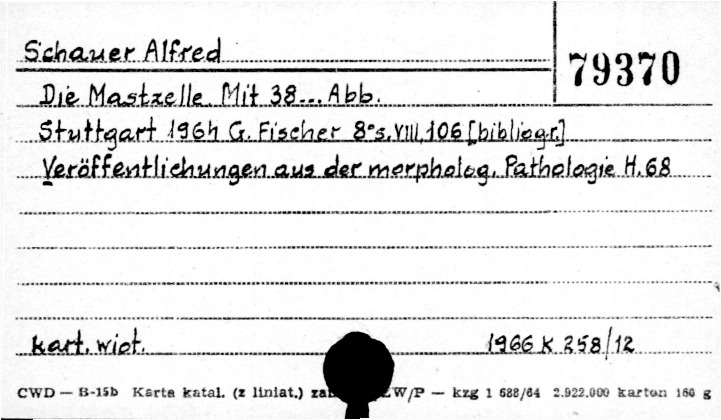 Schauer Alfred
79370
Die Mastzelle. Mit 38... Abb.
Stuttgart 1964 G. Fischer 8° s. VIII, 106 [bibliogr.]
Veröffentlichungen aus der morpholog. Pathologie H. 68
kart. wiot.
1966 K 258/12
CWD — B-15b Karta katal. (z liniat.) W/P — kzg 1 688/64 2.922.000 karton 160 g